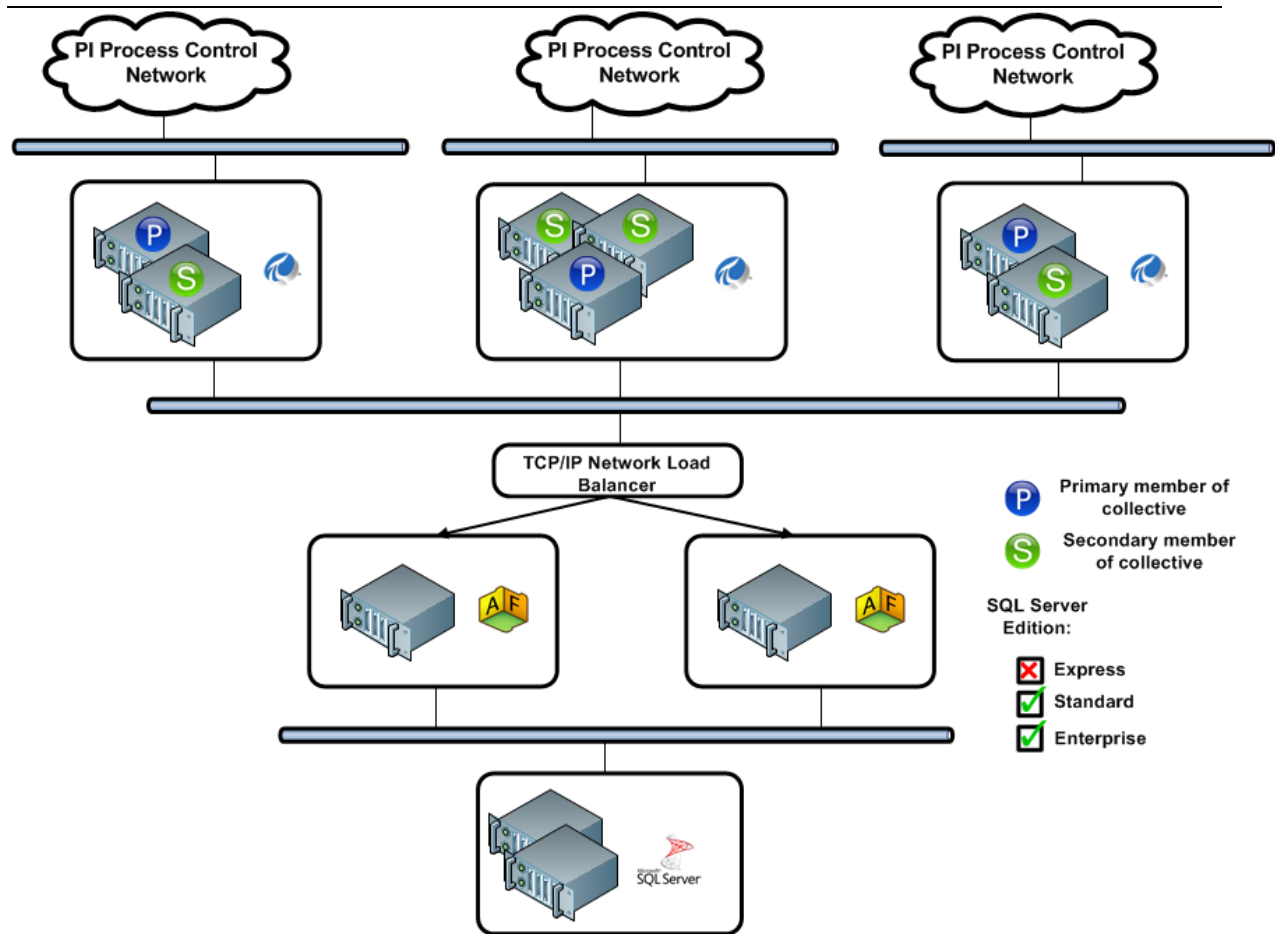 PI Process Control
Network
PI Process Control
Network
PI Process Control
Network
P
S
S
S
P
P
S
TCP/IP Network Load
Balancer
P
Primary member of
collective
S
Secondary member
of collective
A F
A F
SQL Server
Edition:
Express
Standard
Enterprise
Microsoft
SQL Server